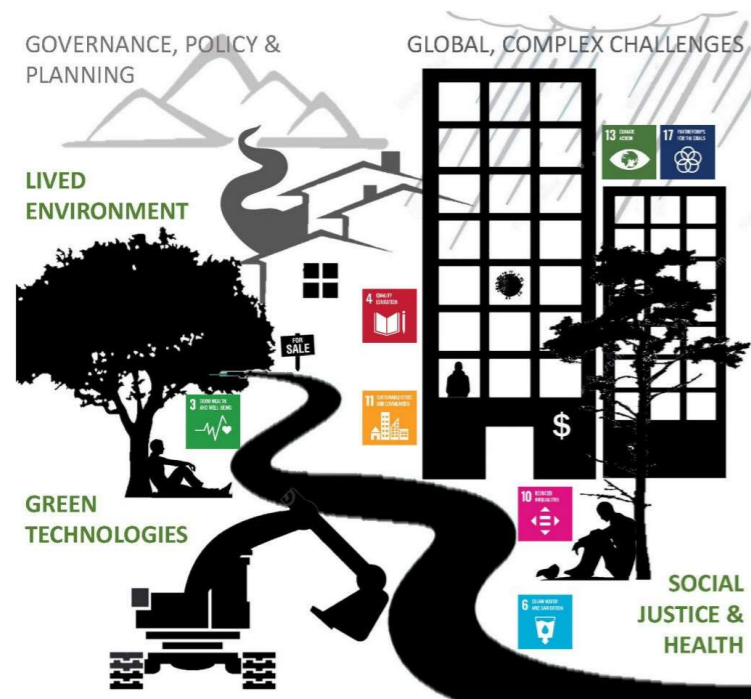 GOVERNANCE, POLICY &
PLANNING
GLOBAL, COMPLEX CHALLENGES
13 CLIMATE
ACTION
17 PARTNERSHIPS
FOR THE GOALS
LIVED
ENVIRONMENT
4 QUALITY
EDUCATION
FOR
SALE
3 GOOD HEALTH
AND WELL-BEING
11 SUSTAINABLE CITIES
AND COMMUNITIES
$
GREEN
TECHNOLOGIES
10 REDUCED
INEQUALITIES
6 CLEAN WATER
AND SANITATION
SOCIAL
JUSTICE &
HEALTH